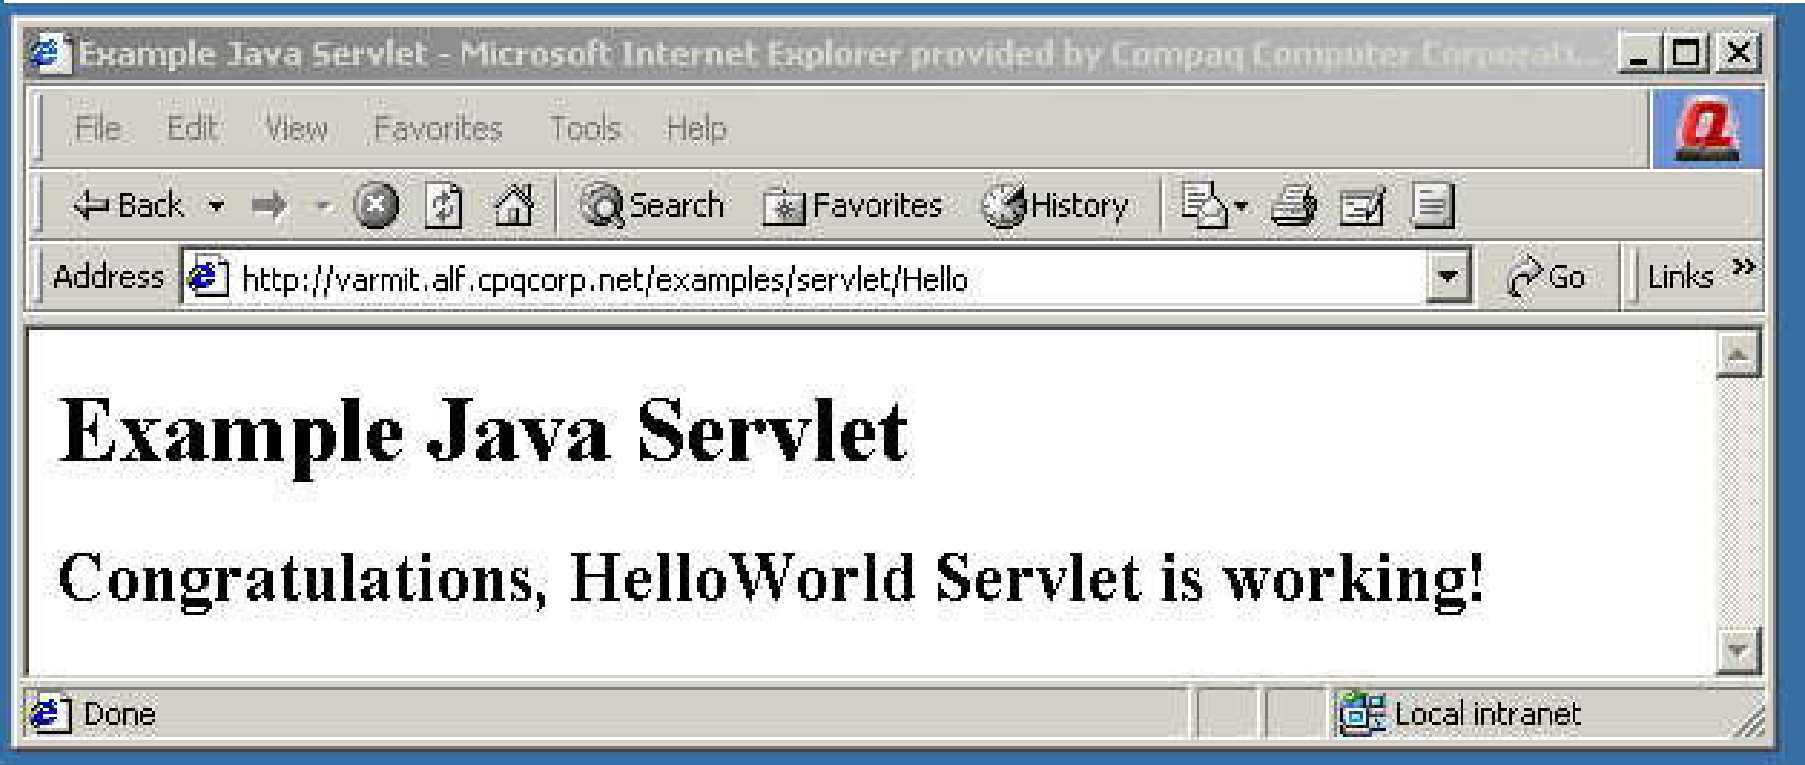 Example Java Servlet - Microsoft Internet Explorer provided by Compaq Computer Corporati...
File Edit View Favorites Tools Help
Back Search Favorites History
Address http://varmit.alf.cpqcorp.net/examples/servlet/Hello Go Links »
Example Java Servlet
Congratulations, HelloWorld Servlet is working!
Done Local intranet